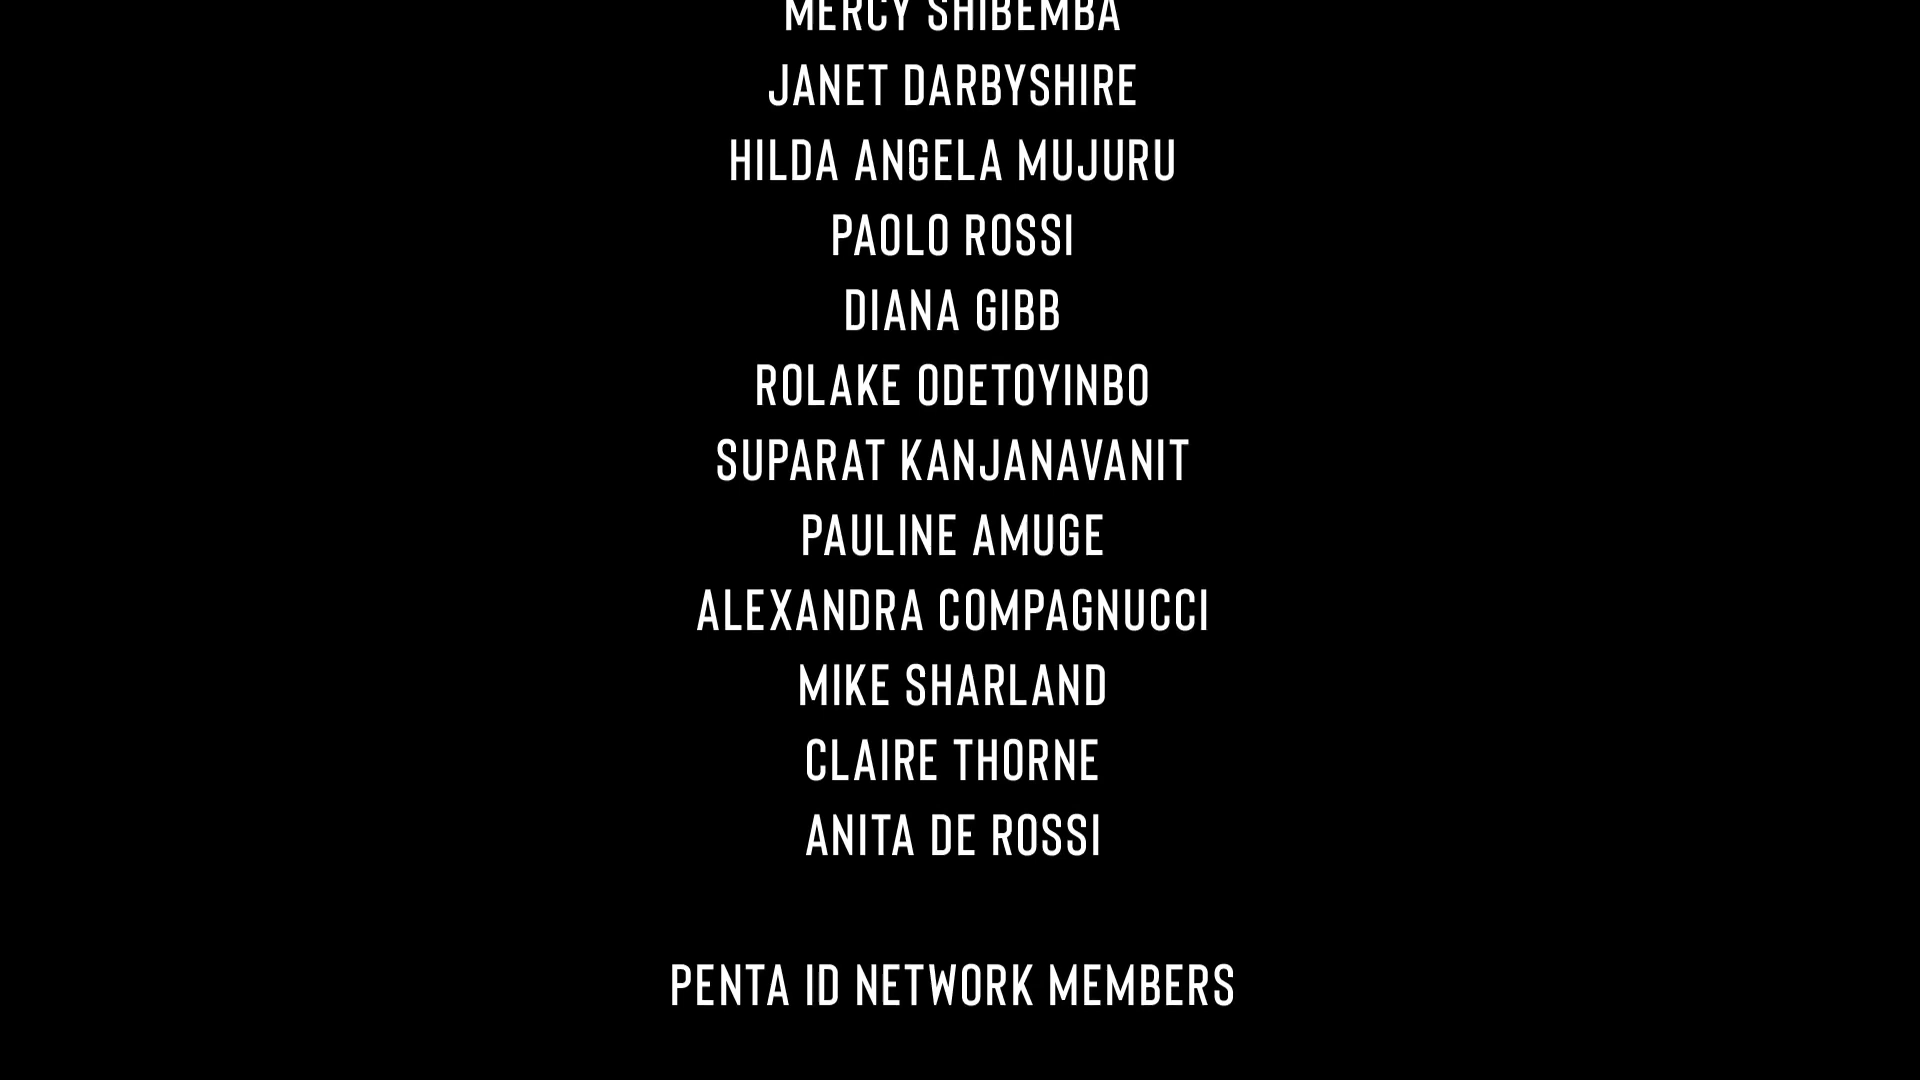 MERCY SHIBEMBA
JANET DARBYSHIRE
HILDA ANGELA MUJURU
PAOLO ROSSI
DIANA GIBB
ROLAKE ODETOYINBO
SUPARAT KANJANAVANIT
PAULINE AMUGE
ALEXANDRA COMPAGNUCCI
MIKE SHARLAND
CLAIRE THORNE
ANITA DE ROSSI
PENTA ID NETWORK MEMBERS